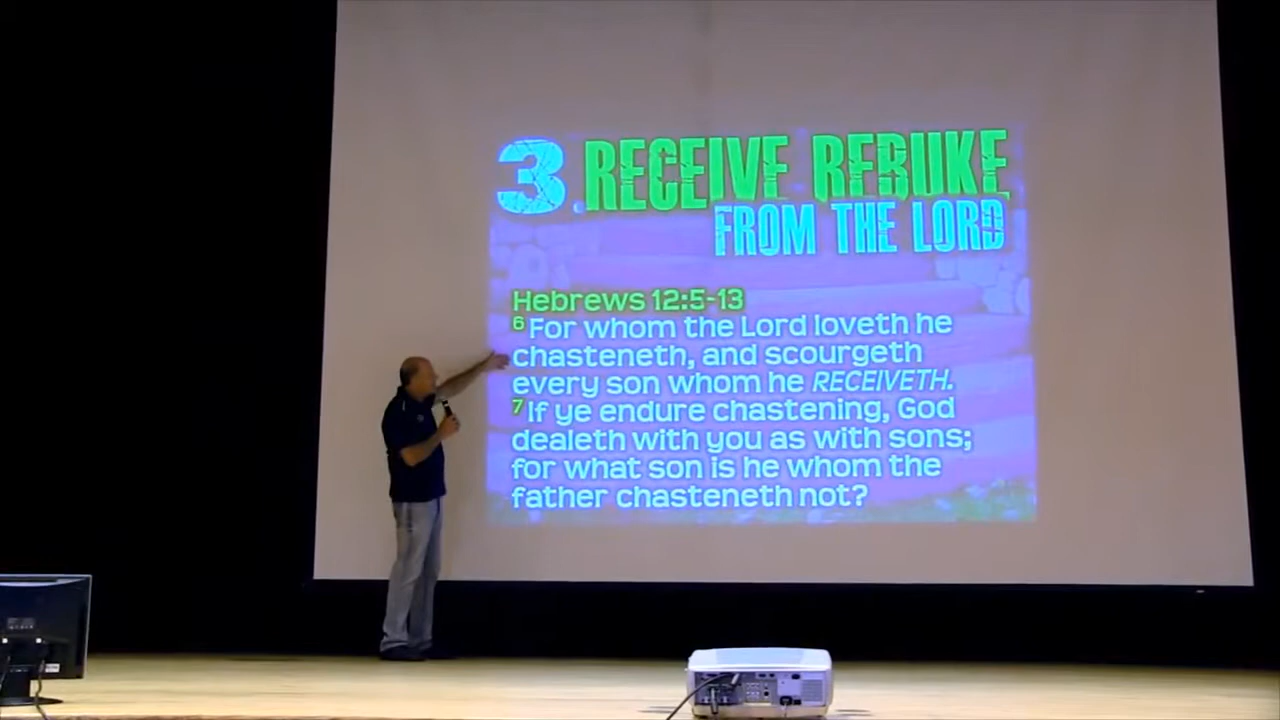 3. RECEIVE REBUKE
FROM THE LORD
Hebrews 12:5-13
6 For whom the Lord loveth he
chasteneth, and scourgeth
every son whom he RECEIVETH.
7 If ye endure chastening, God
dealeth with you as with sons;
for what son is he whom the
father chasteneth not?